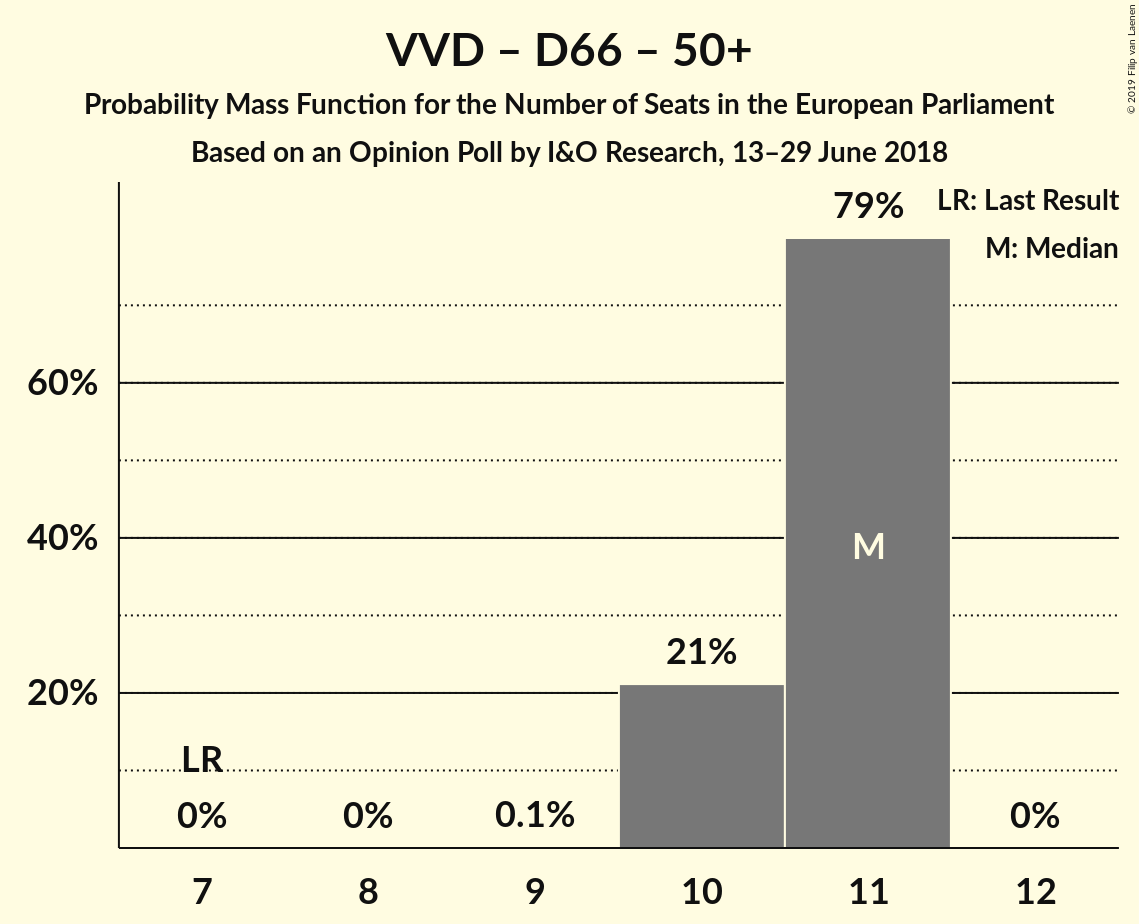 VVD – D66 – 50+
Probability Mass Function for the Number of Seats in the European Parliament
Based on an Opinion Poll by I&O Research, 13–29 June 2018
© 2019 Filip van Laenen
LR: Last Result
M: Median
79%
60%
40%
M
21%
20%
LR
0%
0%
0.1%
0%
7 8 9 10 11 12